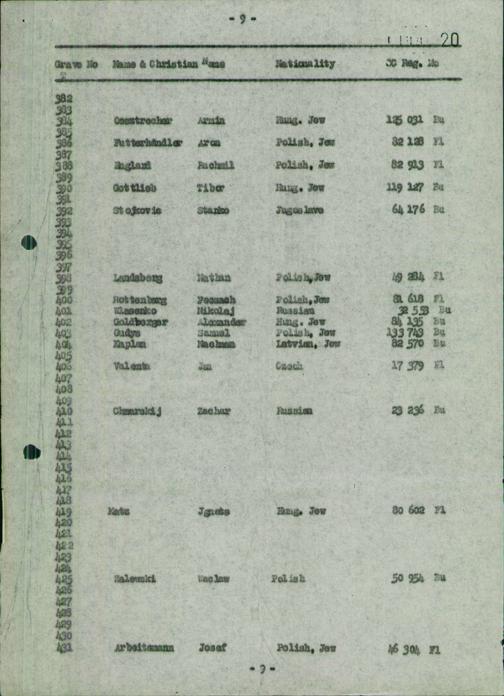 - 9 -
20
Grave No Name & Christian Name Nationality CC Reg. No
382
383
384 Armin Hung. Jew 125 031 Bu
385
386 Futterhändler Aron Polish, Jew 82 128 Fl
387
388 England Rachmil Polish, Jew 82 913 Fl
389
390 Gottlieb Tibor Hung. Jew 119 127 Bu
391
392 Stojkovic Stanko Jugoslave 64 176 Bu
393
394
395
396
397
398 Landsberg Nathan Polish,Jew 49 284 Fl
399
400 Rottenberg Polish,Jew 81 618 Fl
401 Wlasenko Nikolaj Russian 32 553 Bu
402 Goldberger Alexander Hung. Jew 84 135 Bu
403 Gudys Samuel Polish, Jew 133 748 Bu
404 Kaplan Nachman Latvian, Jew 82 570 Bu
405
406 Valenta Jan Czech 17 379 Fl
407
408
409
410 Zachar Russian 23 236 Bu
411
412
413
414
415
416
417
418
419 Katz Ignatz Hung. Jew 80 602 Fl
420
421
422
423
424
425 Zalewski Waclaw Polish 50 954 Bu
426
427
428
429
430
431 Arbeitsmann Josef Polish, Jew 46 304 Fl
- 9 -